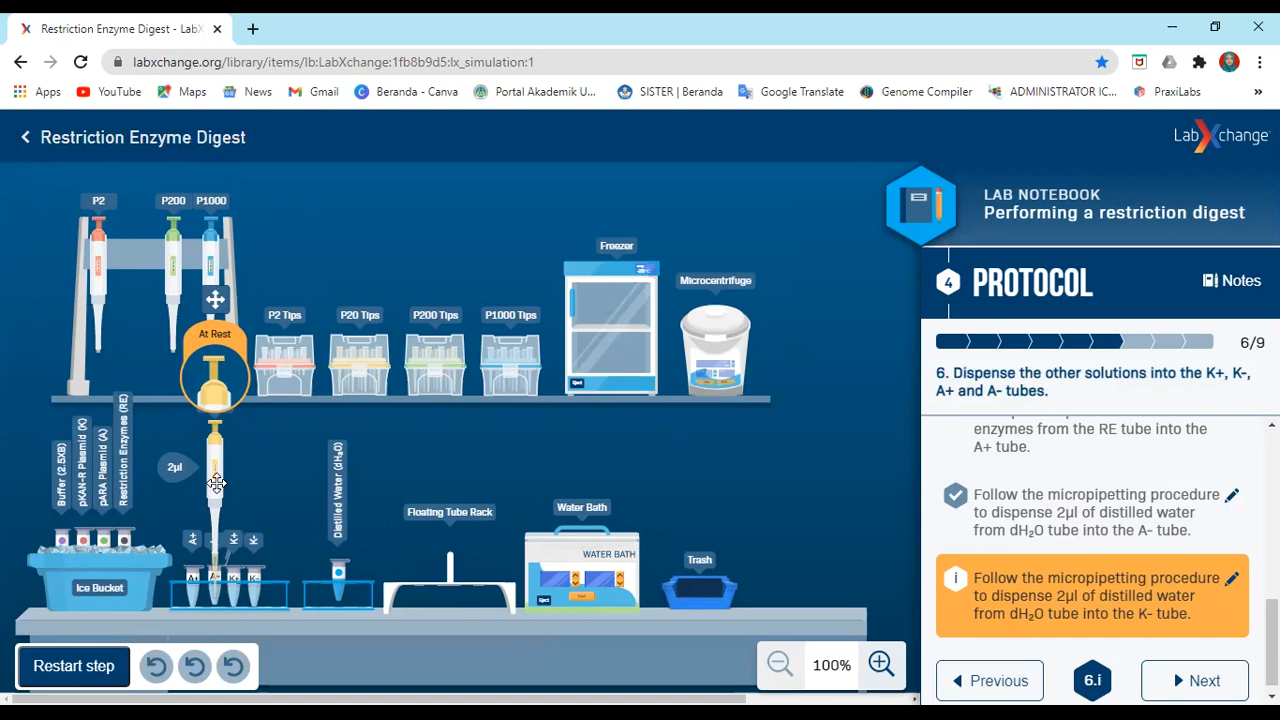 Restriction Enzyme Digest - LabX
labxchange.org/library/items/lb:LabXchange:1fb8b9d5:lx_simulation:1
Apps YouTube Maps News Gmail Beranda - Canva Portal Akademik U... SISTER | Beranda Google Translate Genome Compiler ADMINISTRATOR IC... PraxiLabs »
Restriction Enzyme Digest
LabXchange
P2 P200 P1000
At Rest
P2 Tips P20 Tips P200 Tips P1000 Tips
Freezer
Microcentrifuge
Buffer (2.5XB)
pKAN-R Plasmid (K)
pARA Plasmid (A)
Restriction Enzymes (RE)
2µl
Distilled Water (dH₂O)
A+ K+ K-
A+ A- K+ K-
Ice Bucket
Floating Tube Rack
Water Bath
WATER BATH
Eject
Trash
Restart step
100%
LAB NOTEBOOK
Performing a restriction digest
4 PROTOCOL
Notes
6/9
6. Dispense the other solutions into the K+, K-,
A+ and A- tubes.
enzymes from the RE tube into the
A+ tube.
Follow the micropipetting procedure
to dispense 2µl of distilled water
from dH₂O tube into the A- tube.
i Follow the micropipetting procedure
to dispense 2µl of distilled water
from dH₂O tube into the K- tube.
Previous 6.i Next